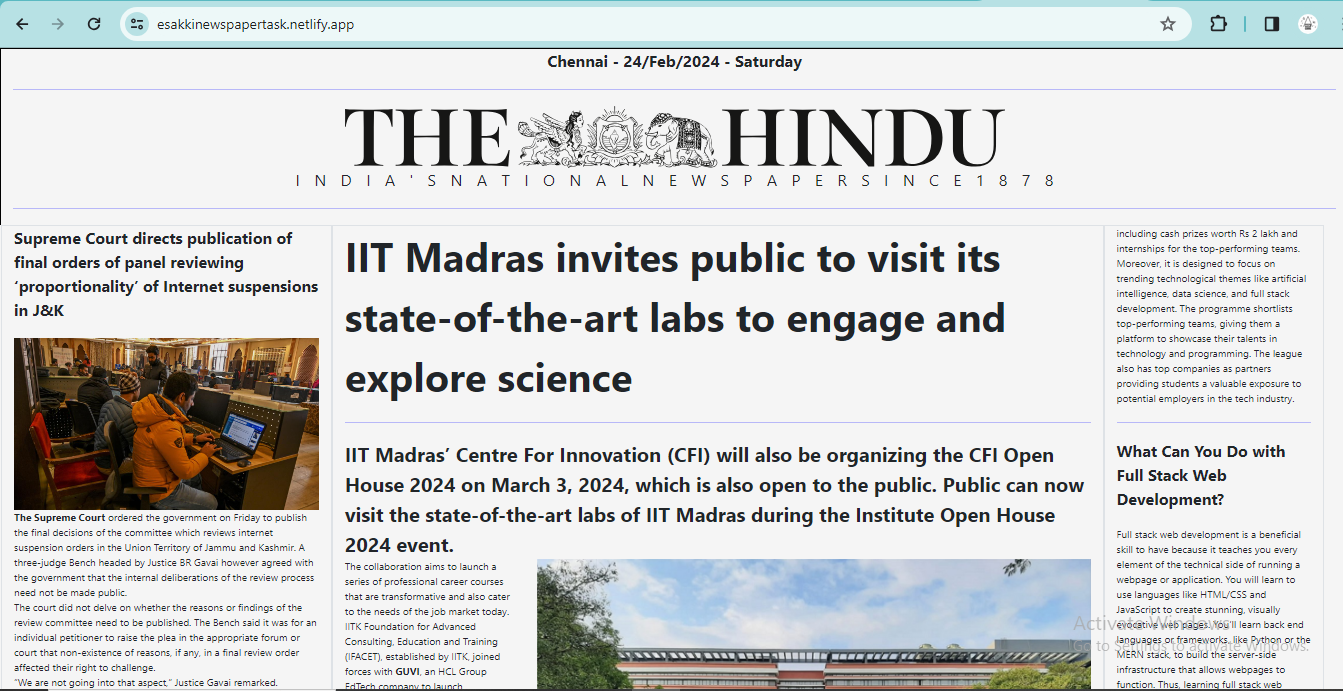 esakkinewspapertask.netlify.app
Chennai - 24/Feb/2024 - Saturday
THE HINDU
INDIA'SNATIONALNEWSPAPERSINCE1878
Supreme Court directs publication of
final orders of panel reviewing
‘proportionality’ of Internet suspensions
in J&K
The Supreme Court ordered the government on Friday to publish
the final decisions of the committee which reviews internet
suspension orders in the Union Territory of Jammu and Kashmir. A
three-judge Bench headed by Justice BR Gavai however agreed with
the government that the internal deliberations of the review process
need not be made public.
The court did not delve on whether the reasons or findings of the
review committee need to be published. The Bench said it was for an
individual petitioner to raise the plea in the appropriate forum or
court that non-existence of reasons, if any, in a final review order
affected their right to challenge.
“We are not going into that aspect,” Justice Gavai remarked.
IIT Madras invites public to visit its
state-of-the-art labs to engage and
explore science
IIT Madras’ Centre For Innovation (CFI) will also be organizing the CFI Open
House 2024 on March 3, 2024, which is also open to the public. Public can now
visit the state-of-the-art labs of IIT Madras during the Institute Open House
2024 event.
The collaboration aims to launch a
series of professional career courses
that are transformative and also cater
to the needs of the job market today.
IITK Foundation for Advanced
Consulting, Education and Training
(IFACET), established by IITK, joined
forces with GUVI, an HCL Group
EdTech company to launch
including cash prizes worth Rs 2 lakh and
internships for the top-performing teams.
Moreover, it is designed to focus on
trending technological themes like artificial
intelligence, data science, and full stack
development. The programme shortlists
top-performing teams, giving them a
platform to showcase their talents in
technology and programming. The league
also has top companies as partners
providing students a valuable exposure to
potential employers in the tech industry.
What Can You Do with
Full Stack Web
Development?
Full stack web development is a beneficial
skill to have because it teaches you every
element of the technical side of running a
webpage or application. You will learn to
use languages like HTML/CSS and
JavaScript to create stunning, visually
evocative web pages. You'll learn back end
languages or frameworks, like Python or the
MERN stack, to build the server-side
infrastructure that allows webpages to
function. Thus, learning full stack web
Activate Windows
Go to Settings to activate Windows.